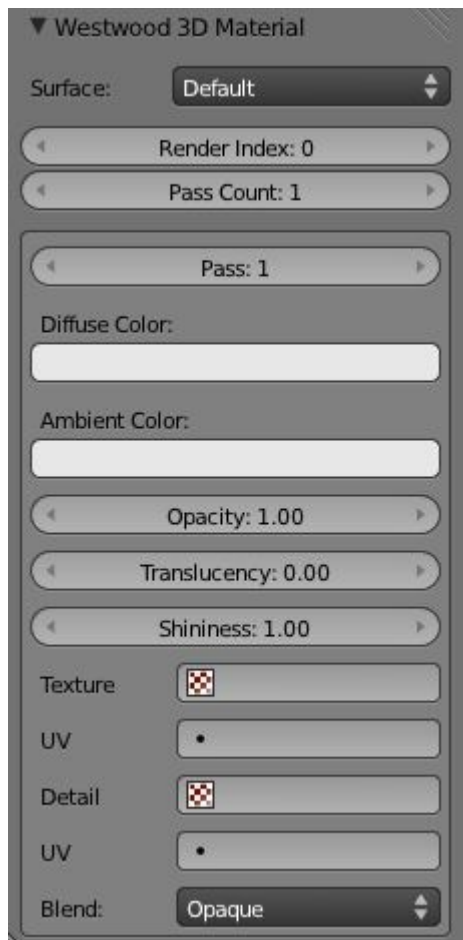 Westwood 3D Material
Surface: Default
Render Index: 0
Pass Count: 1
Pass: 1
Diffuse Color:
Ambient Color:
Opacity: 1.00
Translucency: 0.00
Shininess: 1.00
Texture
UV
Detail
UV
Blend: Opaque